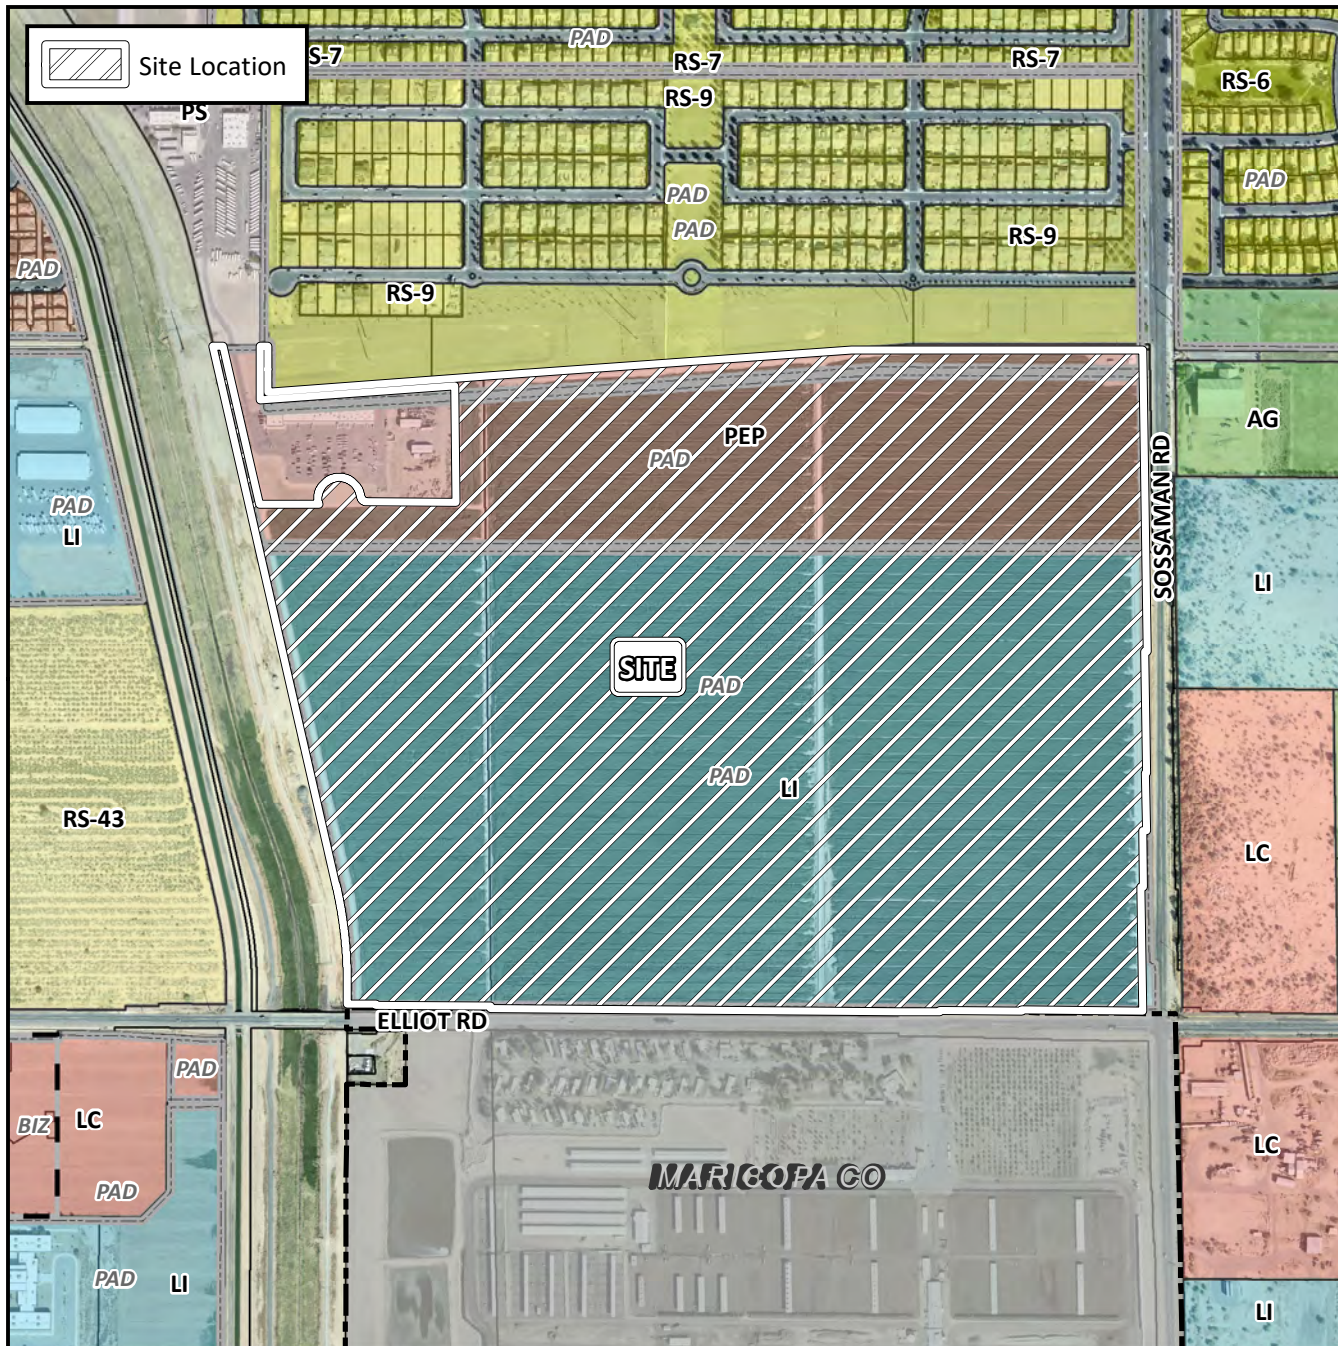 PAD
S-7
RS-7
RS-7
Site Location
RS-6
RS-9
PS
PAD
PAD
PAD
RS-9
PAD
RS-9
AG
PEP
PAD
PAD
LI
SOSSAMAN RD
LI
SITE
PAD
PAD
LI
RS-43
LC
ELLIOT RD
PAD
LC
BIZ
LC
MARICOPA CO
PAD
PAD
LI
LI